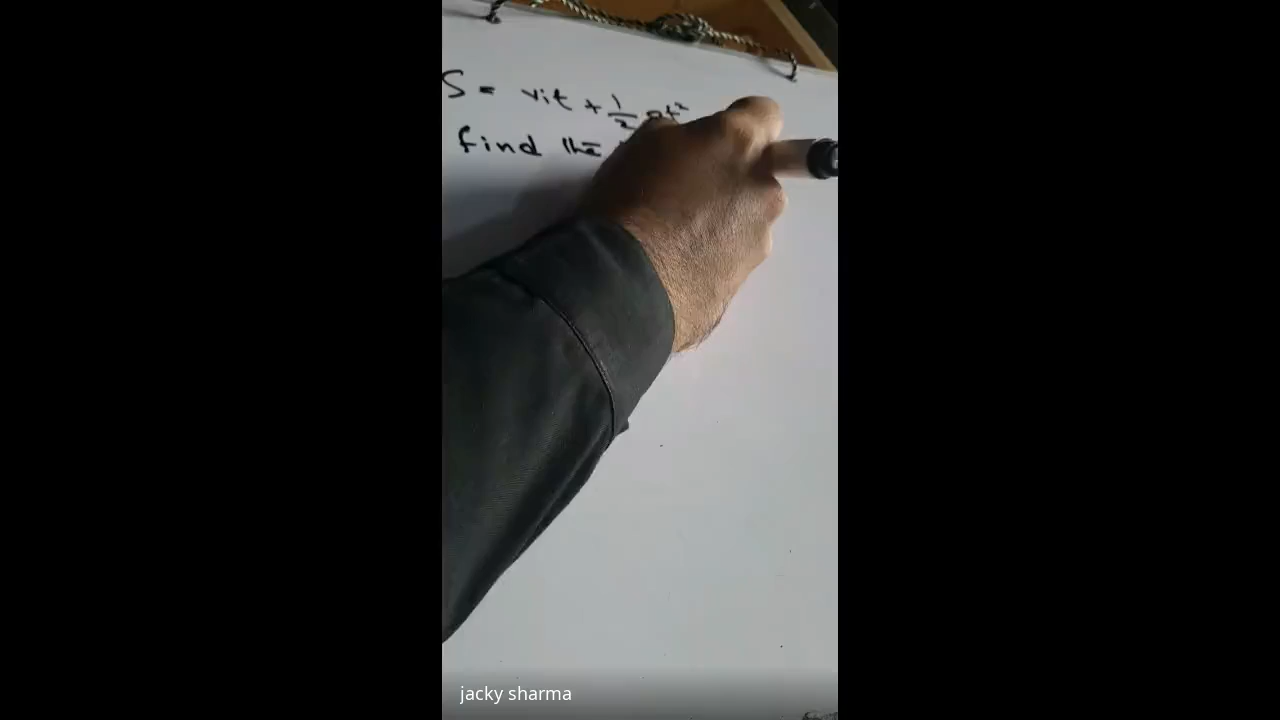 S = vit + 1/2 at²
find the
jacky sharma